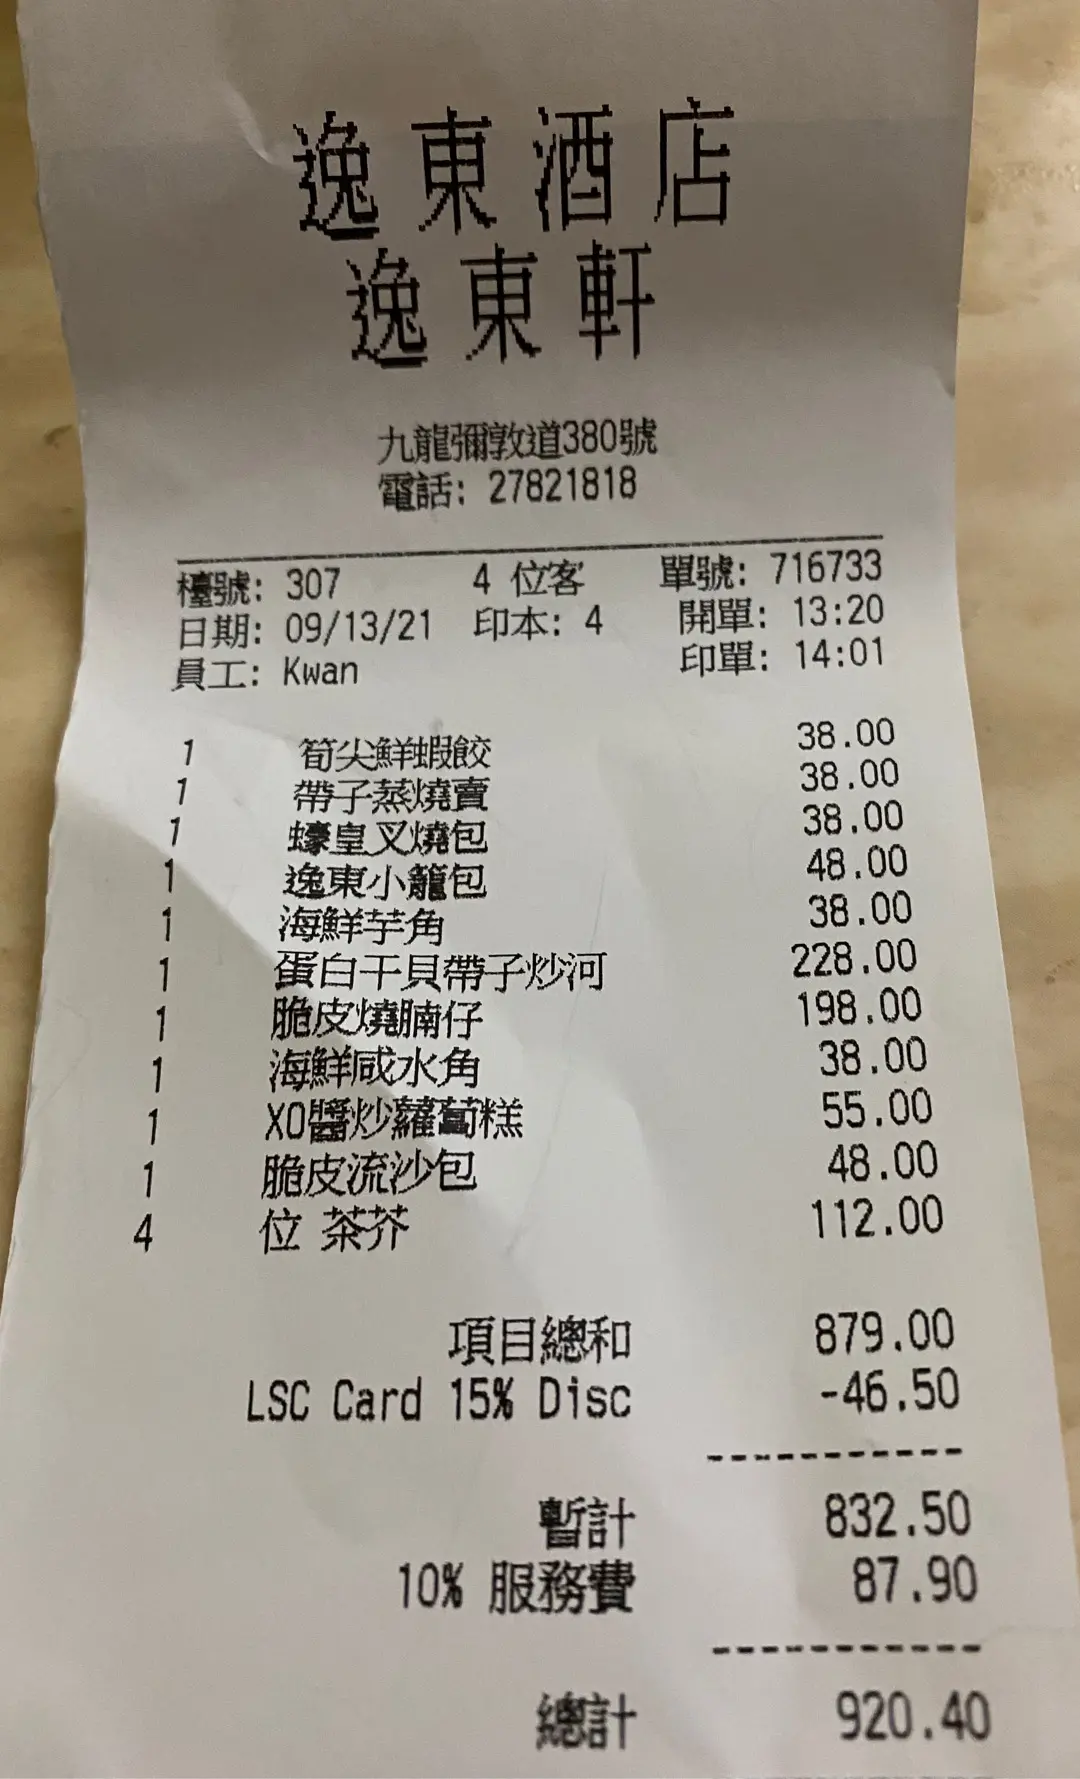 逸東酒店
逸東軒
九龍彌敦道380號
電話: 27821818
檯號: 307 4 位客 單號: 716733
日期: 09/13/21 印本: 4 開單: 13:20
員工: Kwan 印單: 14:01
1 筍尖鮮蝦餃 38.00
1 帶子蒸燒賣 38.00
1 蠔皇叉燒包 38.00
1 逸東小籠包 48.00
1 海鮮芋角 38.00
1 蛋白干貝帶子炒河 228.00
1 脆皮燒腩仔 198.00
1 海鮮咸水角 38.00
1 XO醬炒蘿蔔糕 55.00
1 脆皮流沙包 48.00
4 位 茶芥 112.00
項目總和 879.00
LSC Card 15% Disc -46.50
-----------
暫計 832.50
10% 服務費 87.90
-----------
總計 920.40